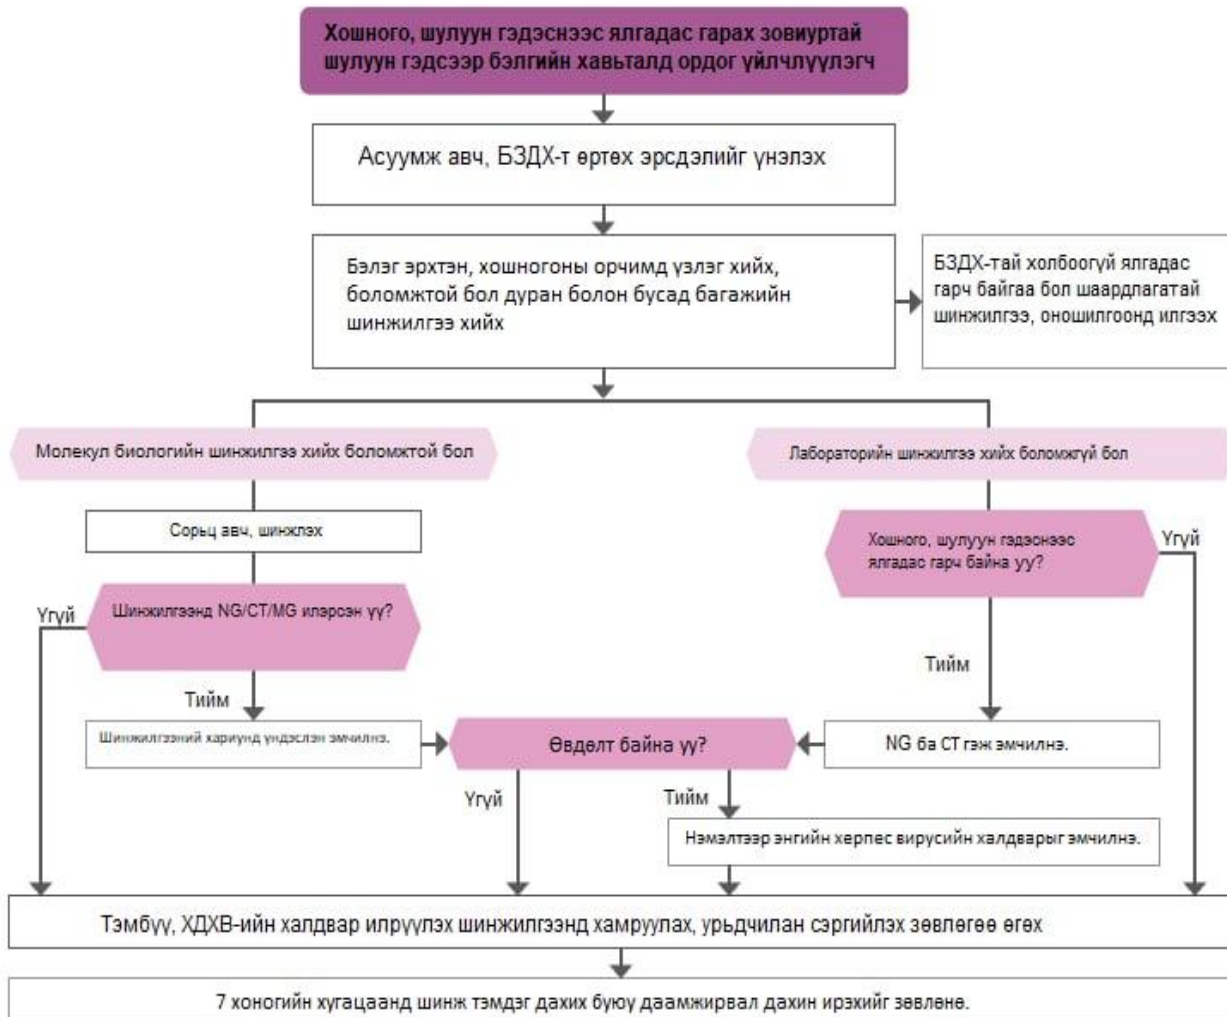 Хошного, шулуун гэдэснээс ялгадас гарах зовиуртай
шулуун гэдсээр бэлгийн хавьталд ордог үйлчлүүлэгч
Асуумж авч, БЗДХ-т өртөх эрсдэлийг үнэлэх
Бэлэг эрхтэн, хошногоны орчимд үзлэг хийх,
боломжтой бол дуран болон бусад багажийн
шинжилгээ хийх
БЗДХ-тай холбоогүй ялгадас
гарч байгаа бол шаардлагатай
шинжилгээ, оношилгоонд илгээх
Молекул биологийн шинжилгээ хийх боломжтой бол
Лабораторийн шинжилгээ хийх боломжгүй бол
Сорьц авч, шинжлэх
Хошного, шулуун гэдэснээс
ялгадас гарч байна уу?
Үгүй
Үгүй
Шинжилгээнд NG/CT/MG илэрсэн үү?
Тийм
Тийм
Шинжилгээний хариунд үндэслэн эмчилнэ.
Өвдөлт байна уу?
NG ба CT гэж эмчилнэ.
Үгүй
Тийм
Нэмэлтээр энгийн херпес вирусийн халдварыг эмчилнэ.
Тэмбүү, ХДХВ-ийн халдвар илрүүлэх шинжилгээнд хамруулах, урьдчилан сэргийлэх зөвлөгөө өгөх
7 хоногийн хугацаанд шинж тэмдэг дахих буюу даамжирвал дахин ирэхийг зөвлөнө.